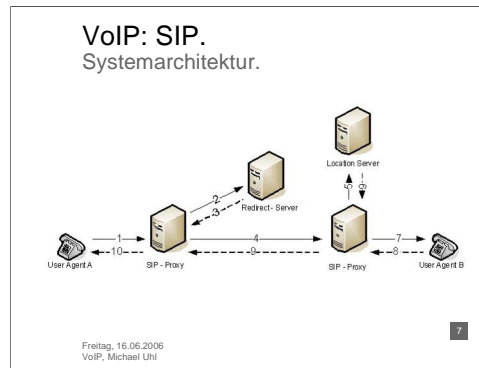 VoIP: SIP.
Systemarchitektur.
Location Server
5
6
2
3
Redirect- Server
1
4
7
10
9
8
User Agent A
SIP - Proxy
SIP - Proxy
User Agent B
7
Freitag, 16.06.2006
VoIP, Michael Uhl